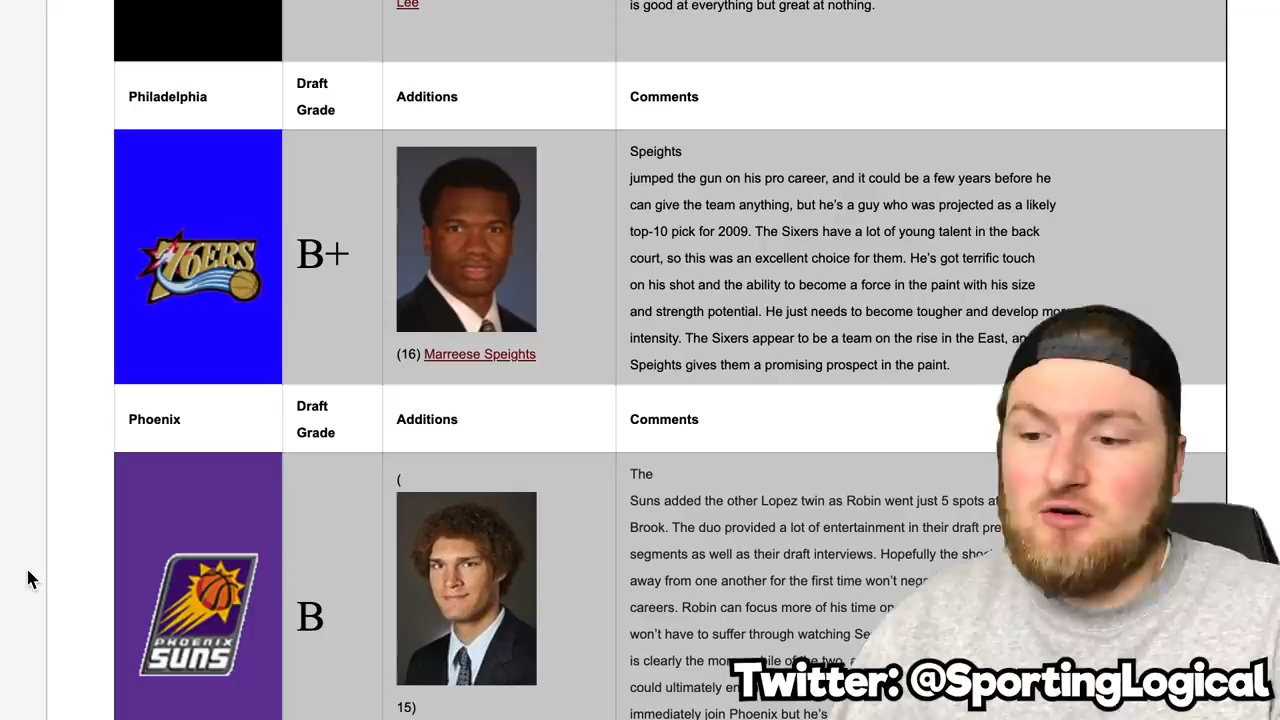 Lee
is good at everything but great at nothing.
Philadelphia
Draft
Grade
Additions
Comments
76ERS
B+
(16) Marreese Speights
Speights
jumped the gun on his pro career, and it could be a few years before he
can give the team anything, but he's a guy who was projected as a likely
top-10 pick for 2009. The Sixers have a lot of young talent in the back
court, so this was an excellent choice for them. He's got terrific touch
on his shot and the ability to become a force in the paint with his size
and strength potential. He just needs to become tougher and develop
intensity. The Sixers appear to be a team on the rise in the East,
Speights gives them a promising prospect in the paint.
Phoenix
Draft
Grade
Additions
Comments
PHOENIX
SUNS
B
(
15)
The
Suns added the other Lopez twin as Robin went just 5 spots
Brook. The duo provided a lot of entertainment in their draft
segments as well as their draft interviews. Hopefully the
away from one another for the first time won't
careers. Robin can focus more of his time
won't have to suffer through watching
is clearly the of the two,
could ultimately
immediately join Phoenix but he's
Twitter: @SportingLogical